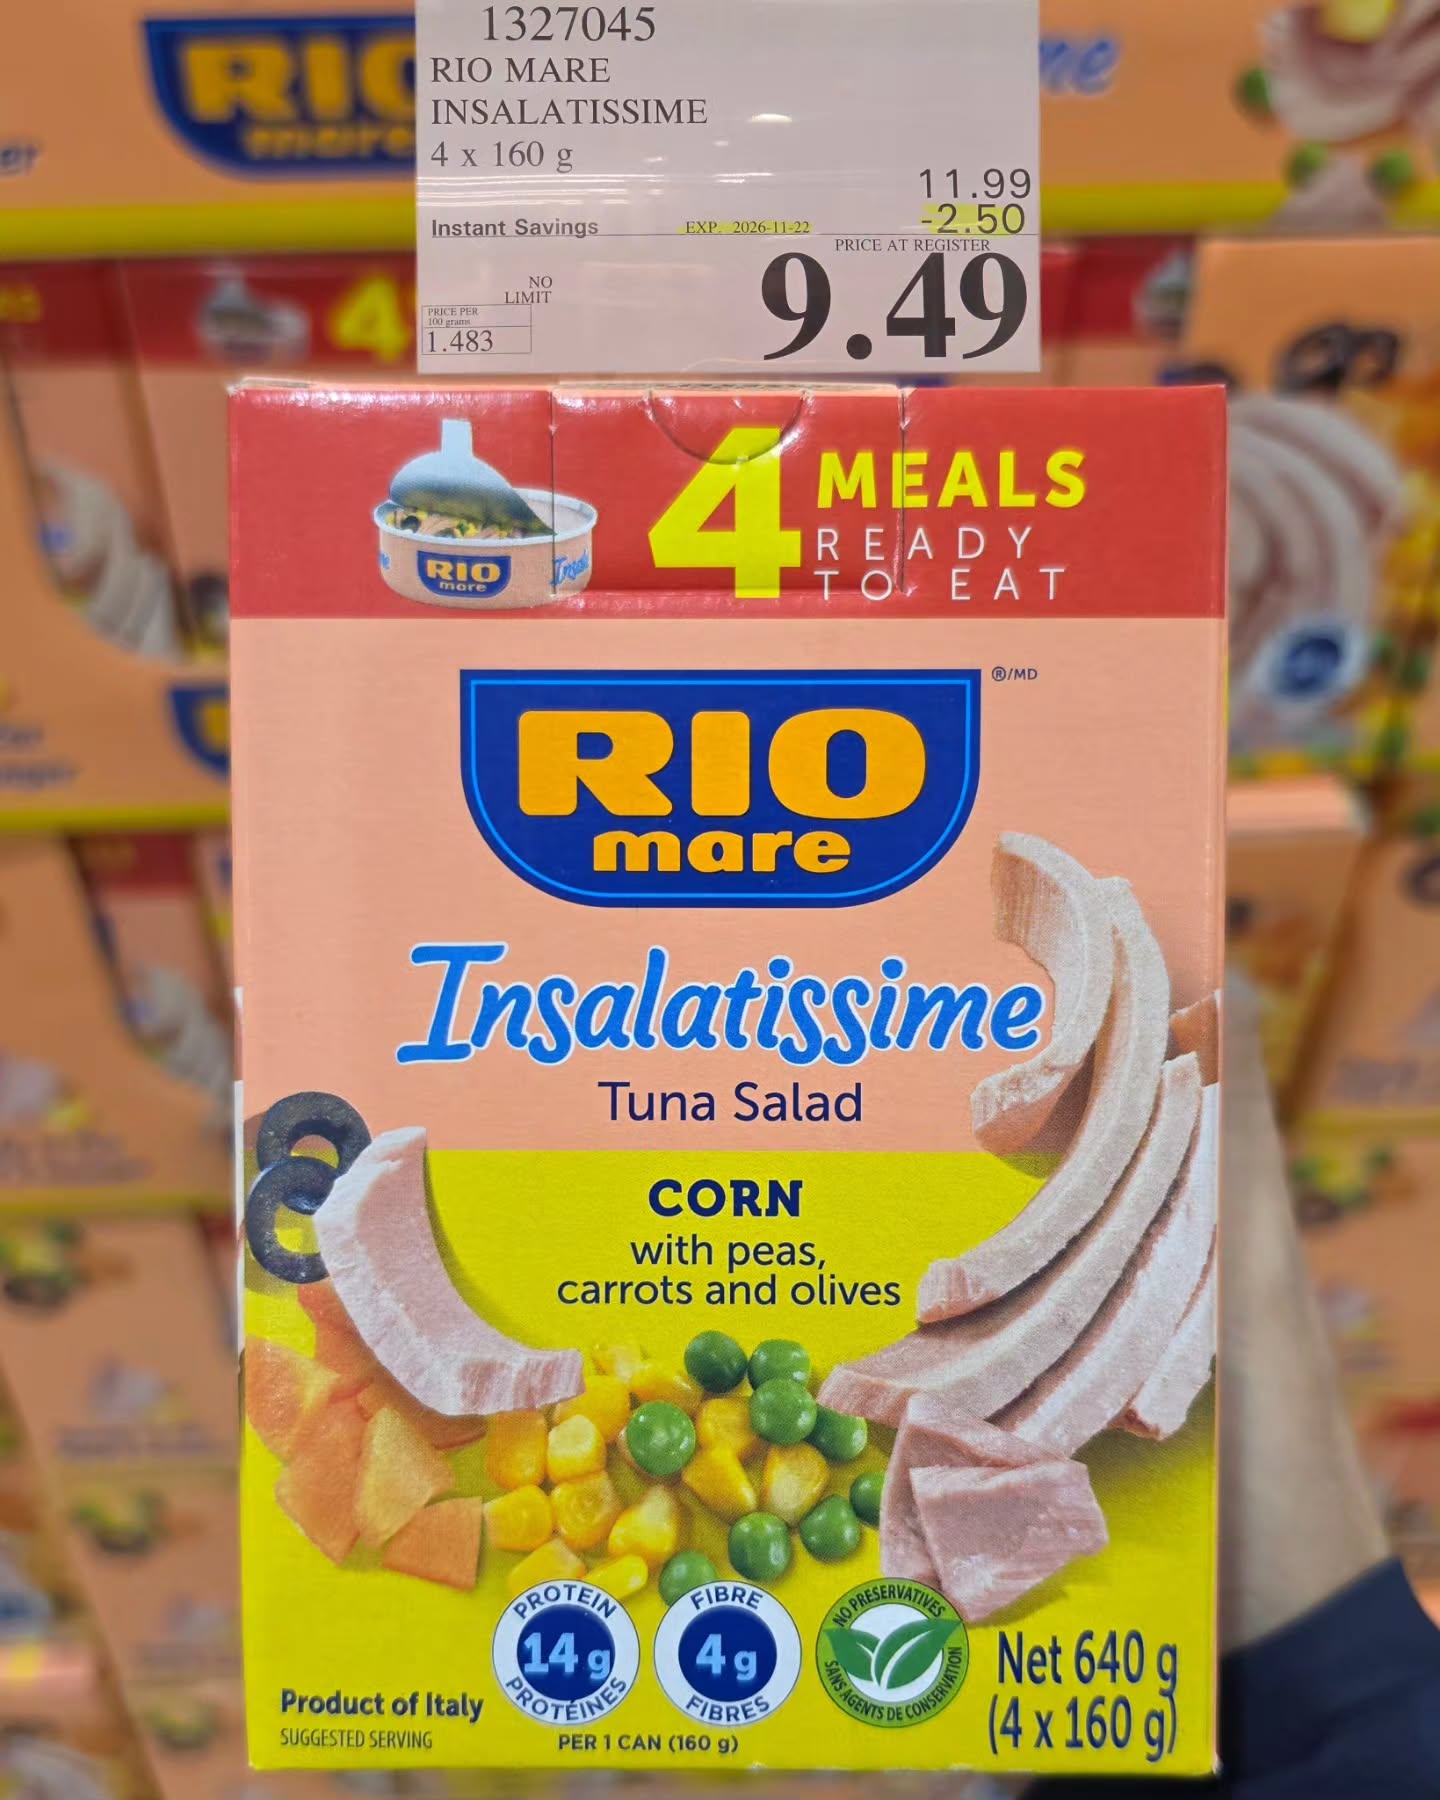 1327045
RIO MARE
INSALATISSIME
4 x 160 g
11.99
Instant Savings EXP. 2026-11-22 -2.50
PRICE AT REGISTER
9.49
NO
LIMIT
PRICE PER
100 grams
1.483
4 MEALS
READY
TO EAT
RIO
mare
RIO
mare
®/MD
Insalatissime
Tuna Salad
CORN
with peas,
carrots and olives
PROTEIN
14 g
PROTÉINES
FIBRE
4 g
FIBRES
PER 1 CAN (160 g)
NO PRESERVATIVES
SANS AGENTS DE CONSERVATION
Product of Italy
SUGGESTED SERVING
Net 640 g
(4 x 160 g)